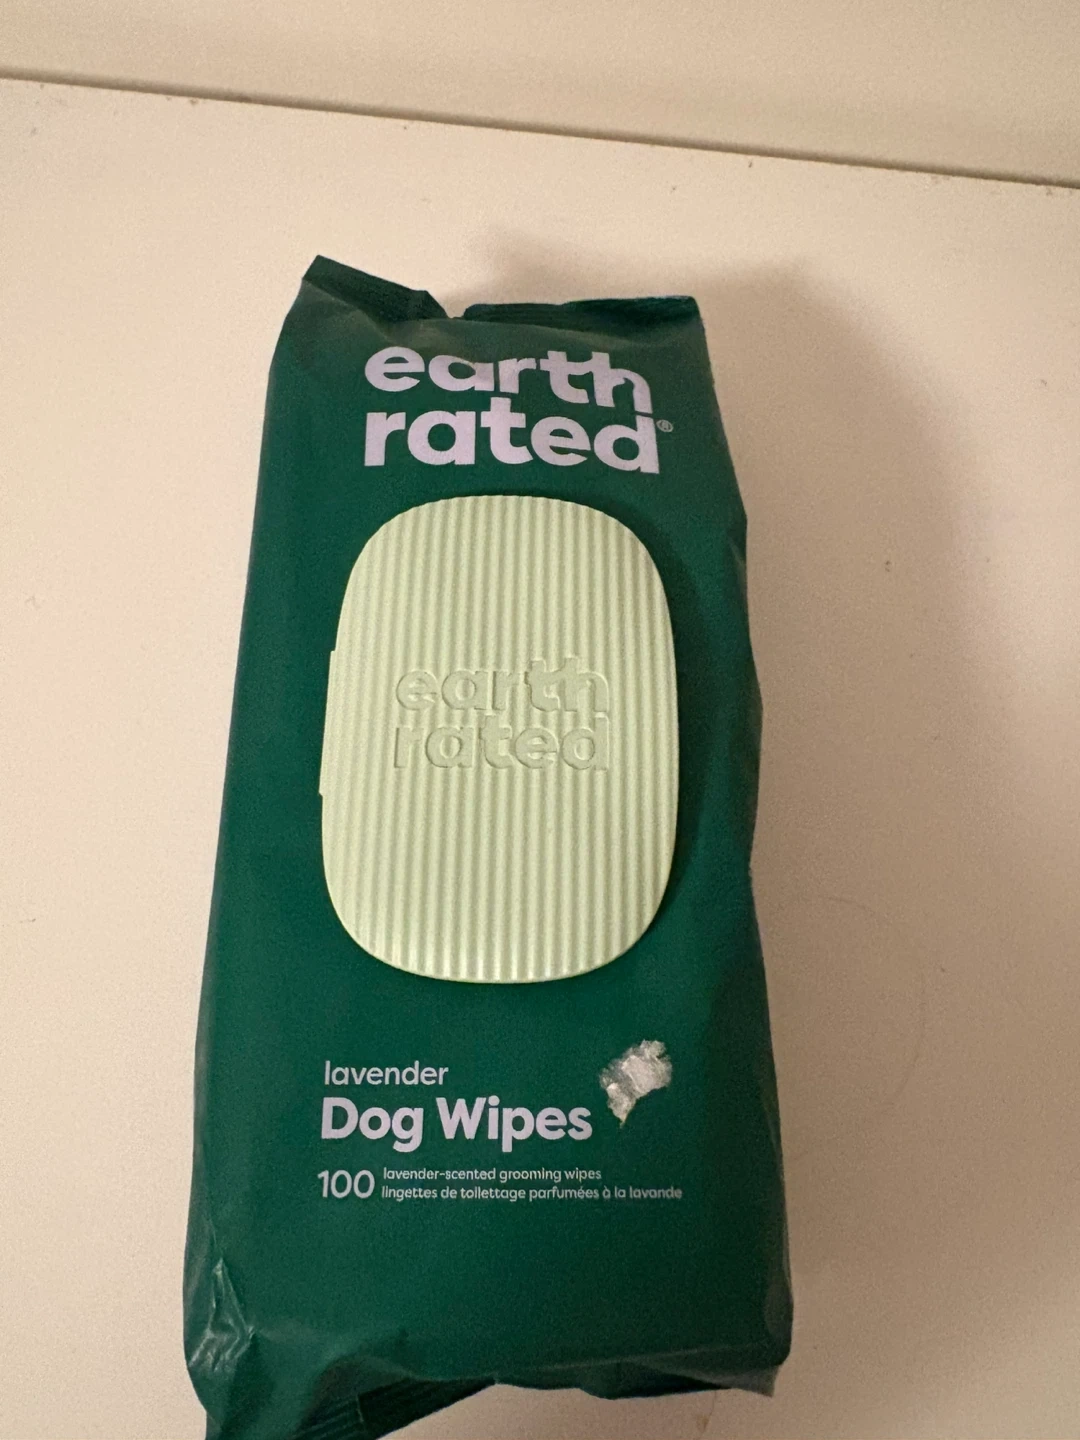 earth
rated®
earth
rated
lavender
Dog Wipes
100 lavender-scented grooming wipes
lingettes de toilettage parfumées à la lavande